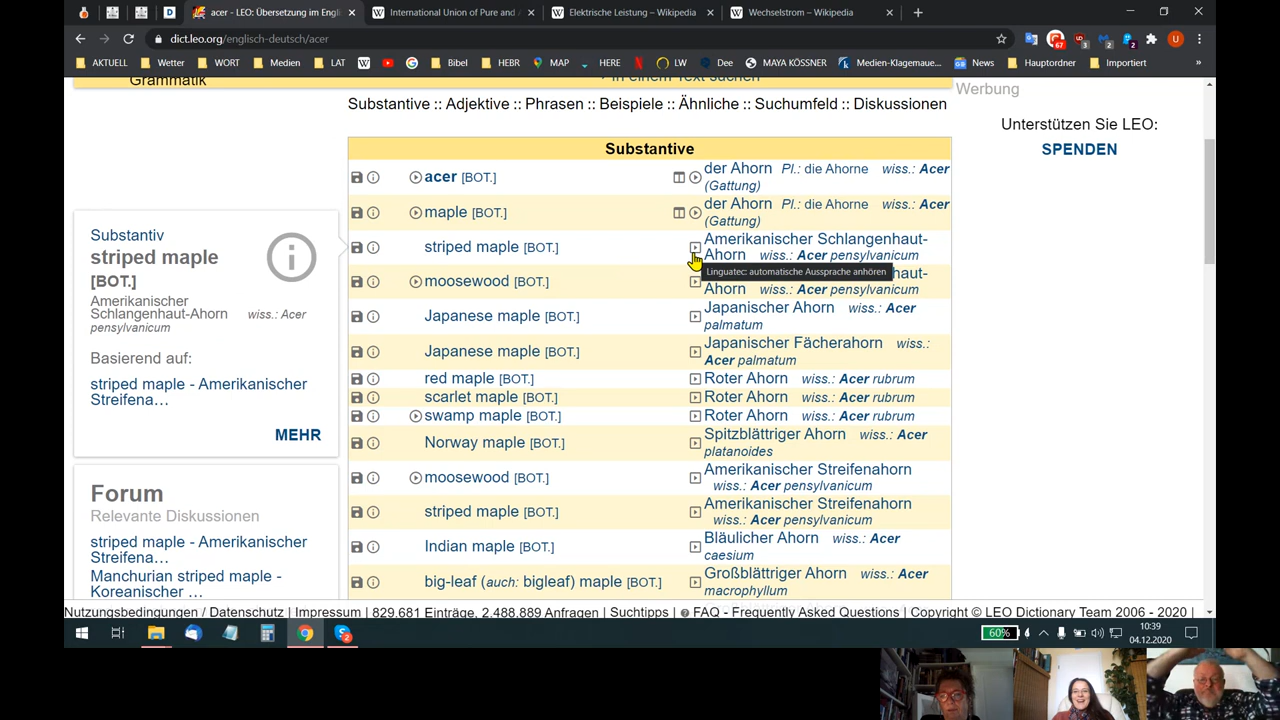 acer - LEO: Übersetzung im Engli
International Union of Pure and A
Elektrische Leistung – Wikipedia
Wechselstrom – Wikipedia
dict.leo.org/englisch-deutsch/acer
AKTUELL Wetter WORT Medien LAT Bibel HEBR MAP HERE LW Dee MAYA KÖSSNER Medien-Klagemaue... News Hauptordner Importiert »
Grammatik
In einem Text suchen
Werbung
Substantive :: Adjektive :: Phrasen :: Beispiele :: Ähnliche :: Suchumfeld :: Diskussionen
Unterstützen Sie LEO:
SPENDEN
Substantive
acer [BOT.] der Ahorn Pl.: die Ahorne wiss.: Acer
(Gattung)
maple [BOT.] der Ahorn Pl.: die Ahorne wiss.: Acer
(Gattung)
striped maple [BOT.] Amerikanischer Schlangenhaut-
Ahorn wiss.: Acer pensylvanicum
Linguatec: automatische Aussprache anhören
moosewood [BOT.] haut-
Ahorn wiss.: Acer pensylvanicum
Japanese maple [BOT.] Japanischer Ahorn wiss.: Acer
palmatum
Japanese maple [BOT.] Japanischer Fächerahorn wiss.:
Acer palmatum
red maple [BOT.] Roter Ahorn wiss.: Acer rubrum
scarlet maple [BOT.] Roter Ahorn wiss.: Acer rubrum
swamp maple [BOT.] Roter Ahorn wiss.: Acer rubrum
Norway maple [BOT.] Spitzblättriger Ahorn wiss.: Acer
platanoides
moosewood [BOT.] Amerikanischer Streifenahorn
wiss.: Acer pensylvanicum
striped maple [BOT.] Amerikanischer Streifenahorn
wiss.: Acer pensylvanicum
Indian maple [BOT.] Bläulicher Ahorn wiss.: Acer
caesium
big-leaf (auch: bigleaf) maple [BOT.] Großblättriger Ahorn wiss.: Acer
macrophyllum
Substantiv
striped maple
[BOT.]
Amerikanischer
Schlangenhaut-Ahorn wiss.: Acer
pensylvanicum
Basierend auf:
striped maple - Amerikanischer
Streifena…
MEHR
Forum
Relevante Diskussionen
striped maple - Amerikanischer
Streifena…
Manchurian striped maple -
Koreanischer
Nutzungsbedingungen / Datenschutz | Impressum | 829.681 Einträge, 2.488.889 Anfragen | Suchtipps | FAQ - Frequently Asked Questions | Copyright © LEO Dictionary Team 2006 - 2020 |
60%
10:39
04.12.2020